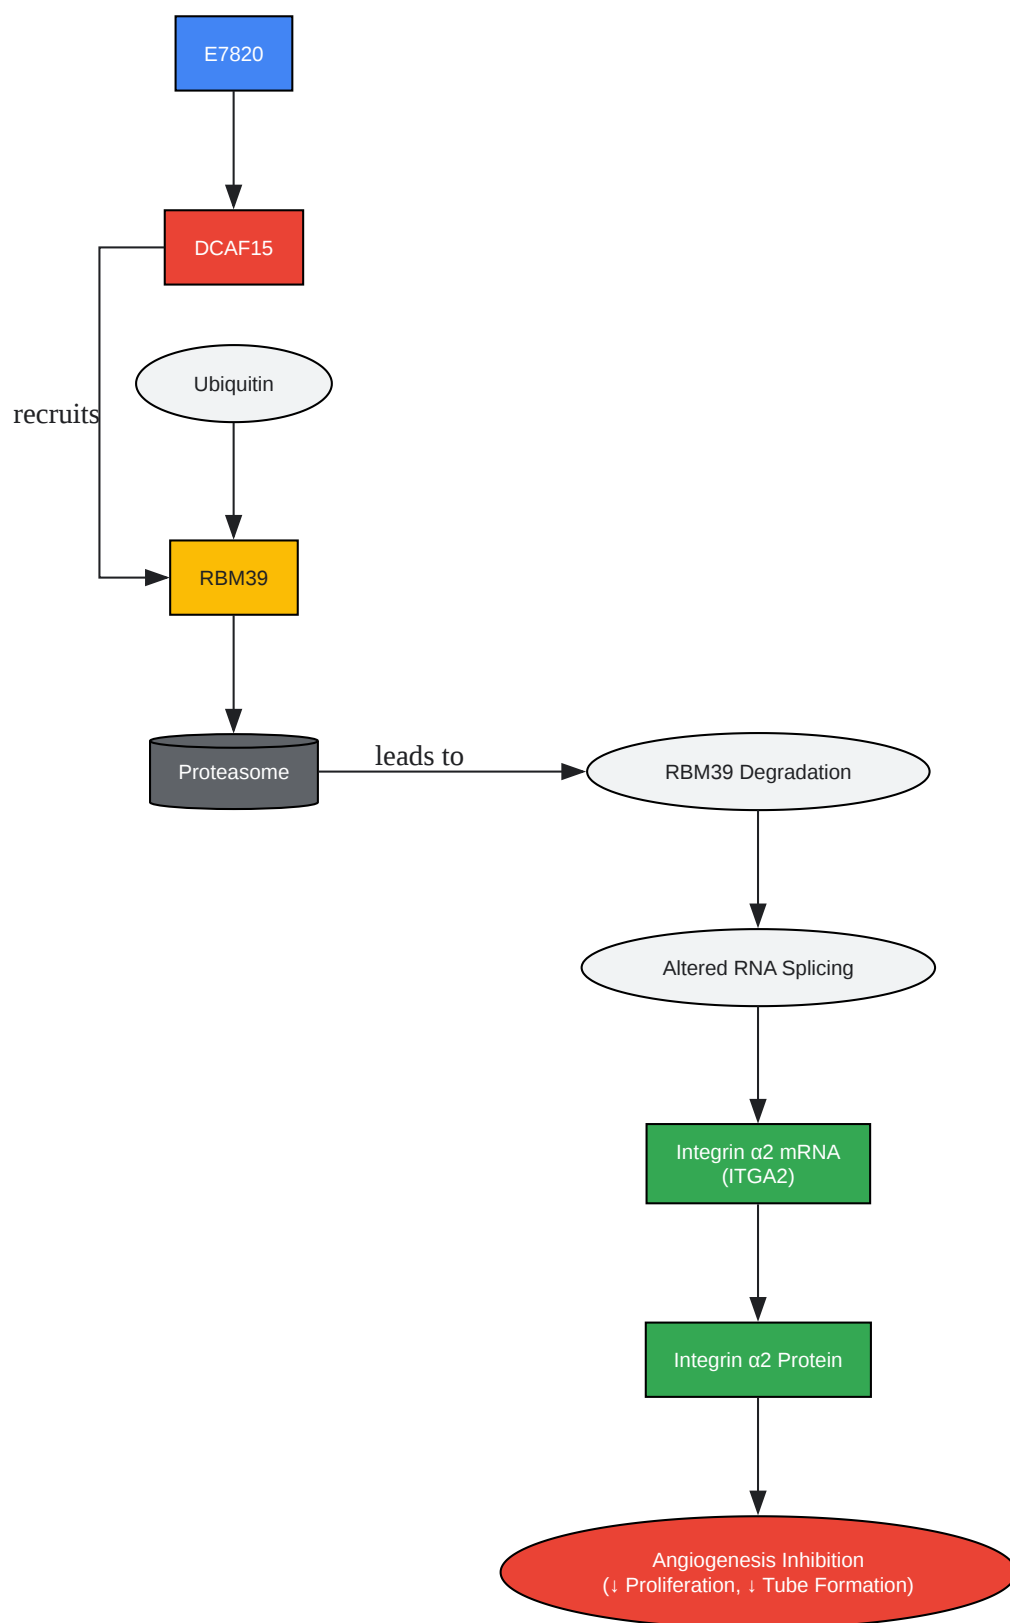 E7820
DCAF15
Ubiquitin
recruits
RBM39
Proteasome
leads to
RBM39 Degradation
Altered RNA Splicing
Integrin α2 mRNA
(ITGA2)
Integrin α2 Protein
Angiogenesis Inhibition
(↓ Proliferation, ↓ Tube Formation)